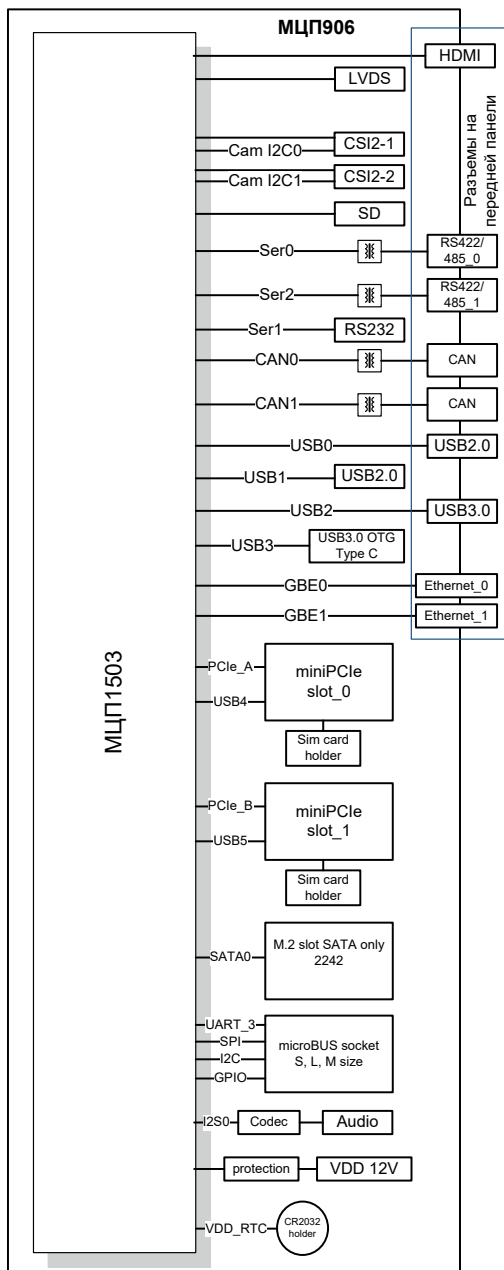 МЦП906
HDMI
LVDS
Разъемы на
передней панели
CSI2-1
Cam I2C0
CSI2-2
Cam I2C1
SD
Ser0
RS422/
485_0
Ser2
RS422/
485_1
Ser1
RS232
CAN0
CAN
CAN1
CAN
USB0
USB2.0
USB1
USB2.0
USB2
USB3.0
USB3
USB3.0 OTG
Type C
GBE0
Ethernet_0
GBE1
Ethernet_1
МЦП1503
PCIe_A
USB4
miniPCIe
slot_0
Sim card
holder
PCIe_B
USB5
miniPCIe
slot_1
Sim card
holder
SATA0
M.2 slot SATA only
2242
UART_3
SPI
I2C
GPIO
microBUS socket
S, L, M size
I2S0
Codec
Audio
protection
VDD 12V
VDD_RTC
CR2032
holder